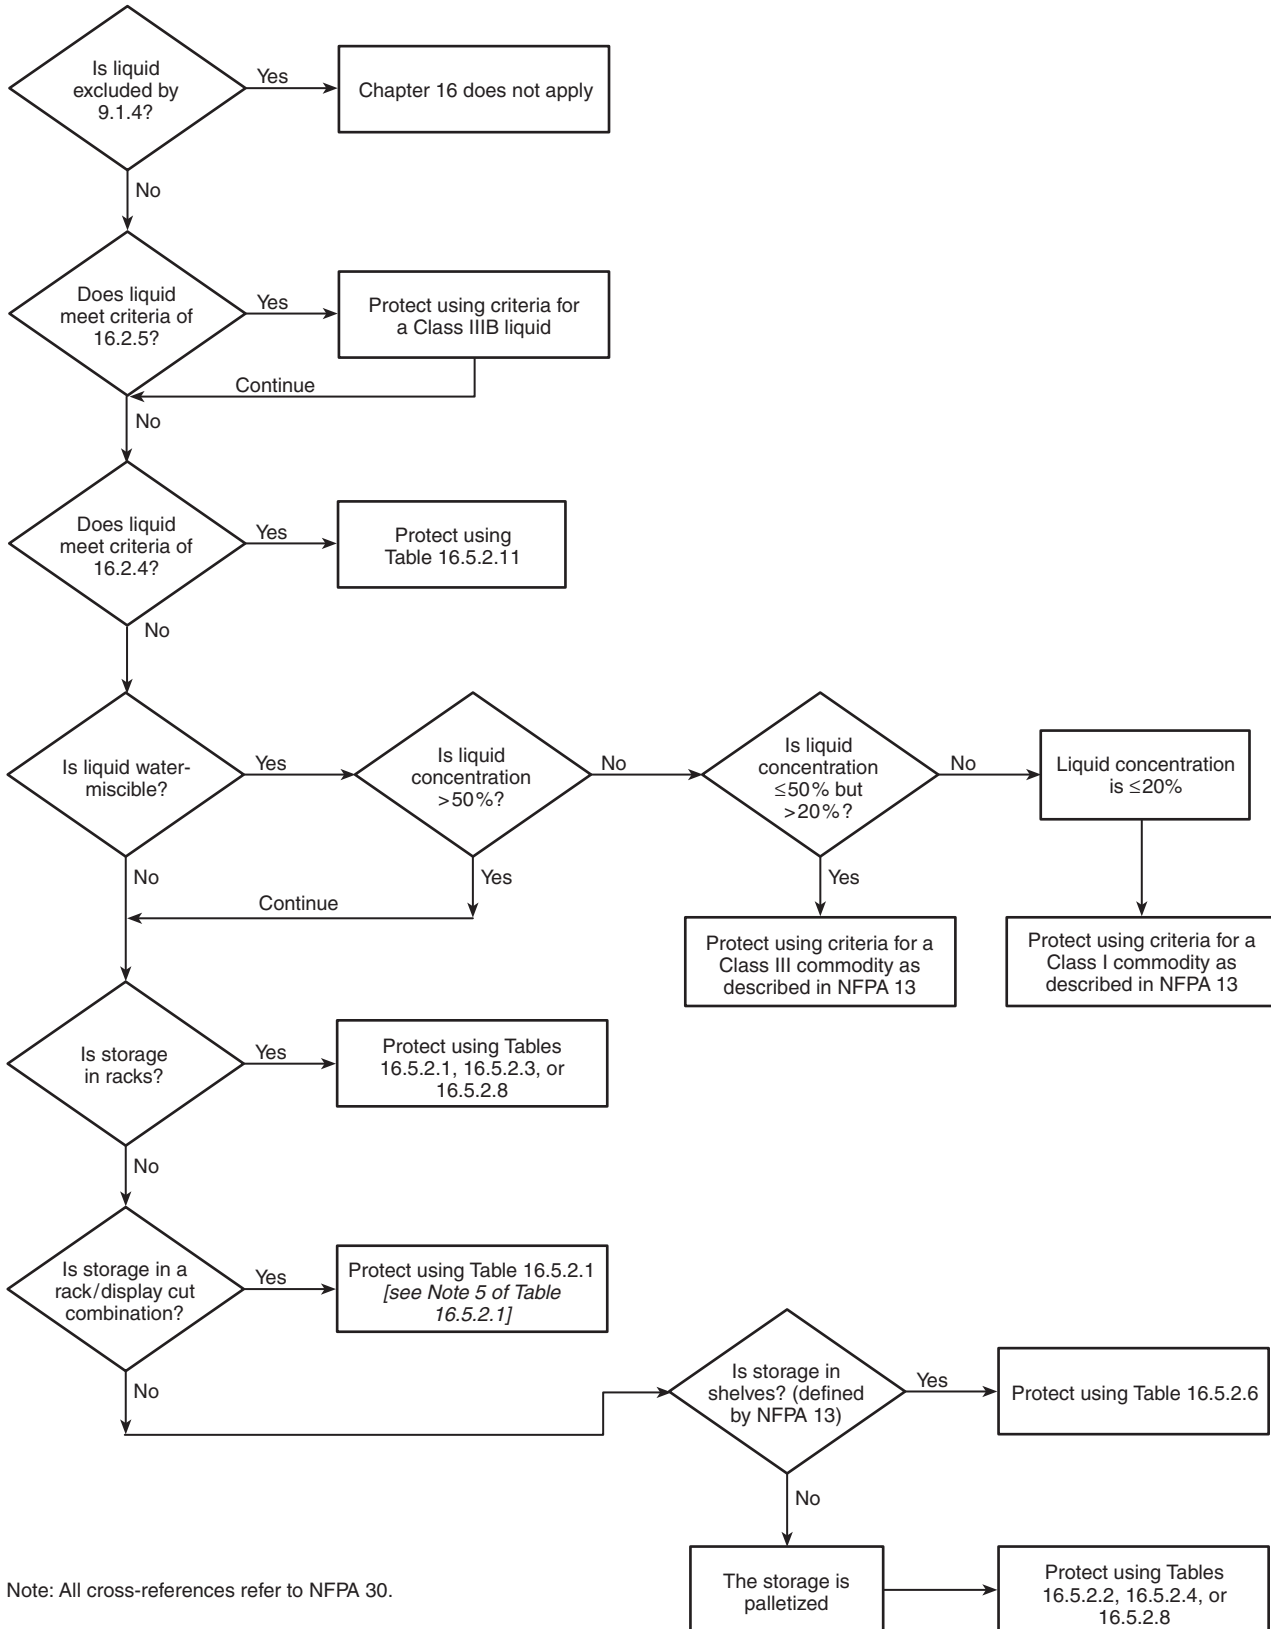 Is liquid
excluded by
9.1.4?
Yes
Chapter 16 does not apply
No
Does liquid
meet criteria of
16.2.5?
Yes
Protect using criteria for
a Class IIIB liquid
Continue
No
Does liquid
meet criteria of
16.2.4?
Yes
Protect using
Table 16.5.2.11
No
Is liquid water-
miscible?
Yes
Is liquid
concentration
>50%?
No
Is liquid
concentration
≤50% but
>20%?
No
Liquid concentration
is ≤20%
No
Continue
Yes
Yes
Protect using criteria for a
Class III commodity as
described in NFPA 13
Protect using criteria for a
Class I commodity as
described in NFPA 13
Is storage
in racks?
Yes
Protect using Tables
16.5.2.1, 16.5.2.3, or
16.5.2.8
No
Is storage in a
rack/display cut
combination?
Yes
Protect using Table 16.5.2.1
[see Note 5 of Table
16.5.2.1]
No
Is storage in
shelves? (defined
by NFPA 13)
Yes
Protect using Table 16.5.2.6
No
The storage is
palletized
Protect using Tables
16.5.2.2, 16.5.2.4, or
16.5.2.8
Note: All cross-references refer to NFPA 30.